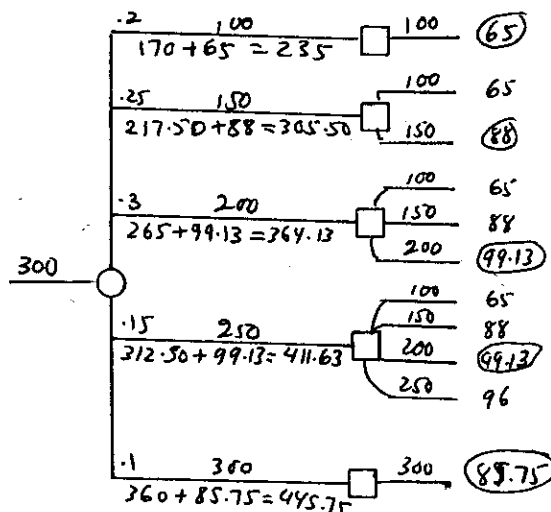 .2 100 100 65
170 + 65 = 235
100 65
.25 150
217.50 + 88 = 305.50 150 88
100 65
.3 200 150 88
265 + 99.13 = 364.13 200 99.13
300
100 65
150 88
.15 250
312.50 + 99.13 = 411.63 200 99.13
250 96
.1 300 300 85.75
360 + 85.75 = 445.75